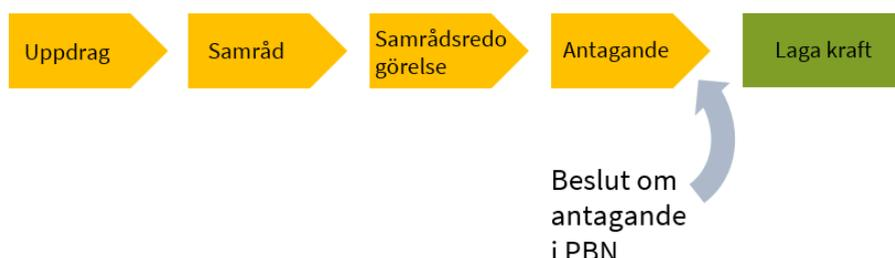 Uppdrag
Samråd
Samrådsredo
görelse
Antagande
Laga kraft
Beslut om
antagande
i PBN